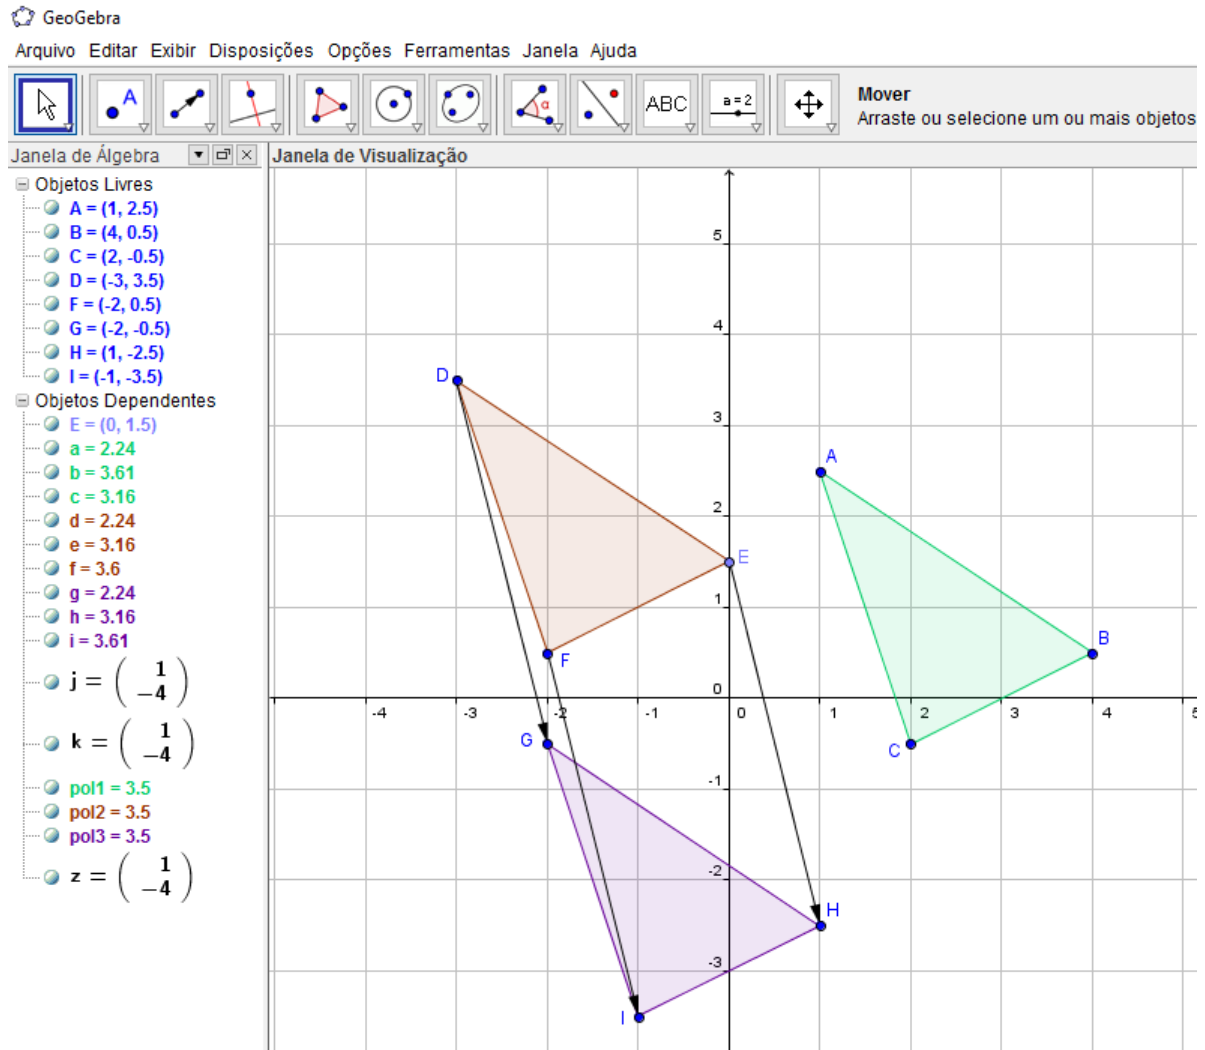 GeoGebra
Arquivo Editar Exibir Disposições Opções Ferramentas Janela Ajuda
A
α
ABC
a = 2
Mover
Arraste ou selecione um ou mais objetos
Janela de Álgebra
Janela de Visualização
Objetos Livres
A = (1, 2.5)
B = (4, 0.5)
C = (2, -0.5)
D = (-3, 3.5)
F = (-2, 0.5)
G = (-2, -0.5)
H = (1, -2.5)
I = (-1, -3.5)
Objetos Dependentes
E = (0, 1.5)
a = 2.24
b = 3.61
c = 3.16
d = 2.24
e = 3.16
f = 3.6
g = 2.24
h = 3.16
i = 3.61
j = ( 1
-4 )
k = ( 1
-4 )
pol1 = 3.5
pol2 = 3.5
pol3 = 3.5
z = ( 1
-4 )
5
4
D
3
A
2
E
1
B
F
0
-4 -3 -2 -1 0 1 2 3 4 5
G
C
-1
-2
H
-3
I